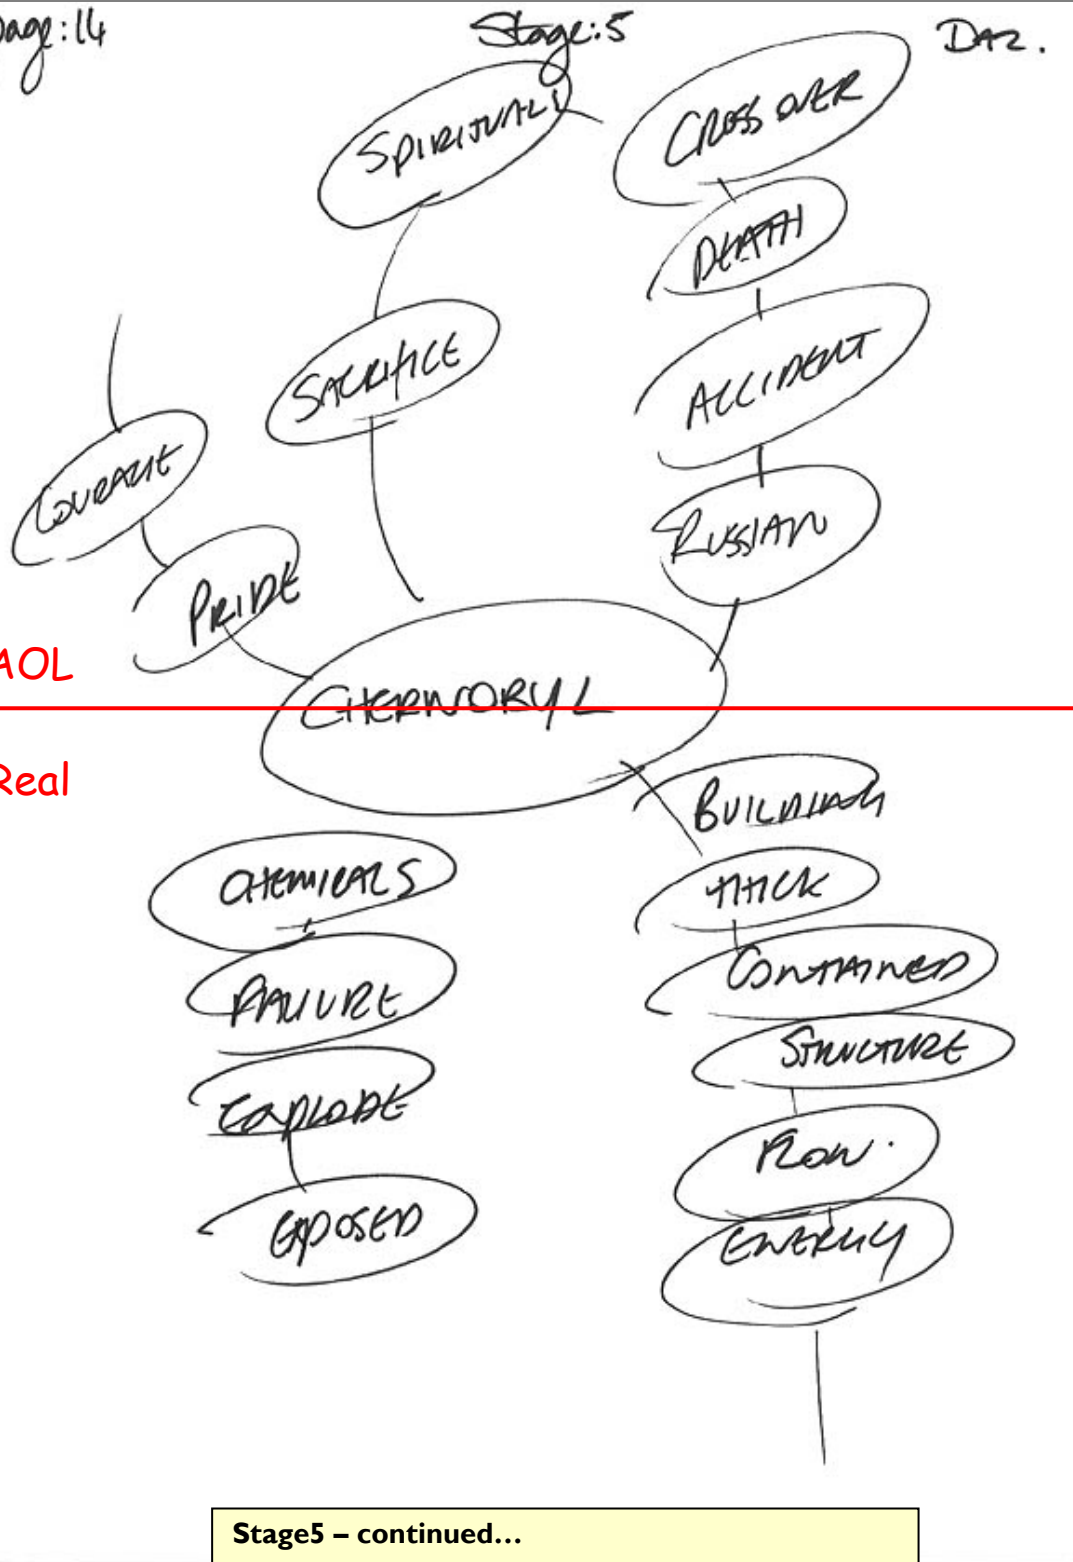 Page: 14 Stage: 5 DAZ.
SPIRITUAL
CROSS OVER
DEATH
SACRIFICE
ACCIDENT
COURAGE
RUSSIAN
PRIDE
AOL
CHERNOBYL
Real
BUILDING
CHEMICALS
THICK
CONTAINED
FAILURE
STRUCTURE
EXPLODE
FLOW.
EXPOSED
ENERGY
Stage5 – continued...